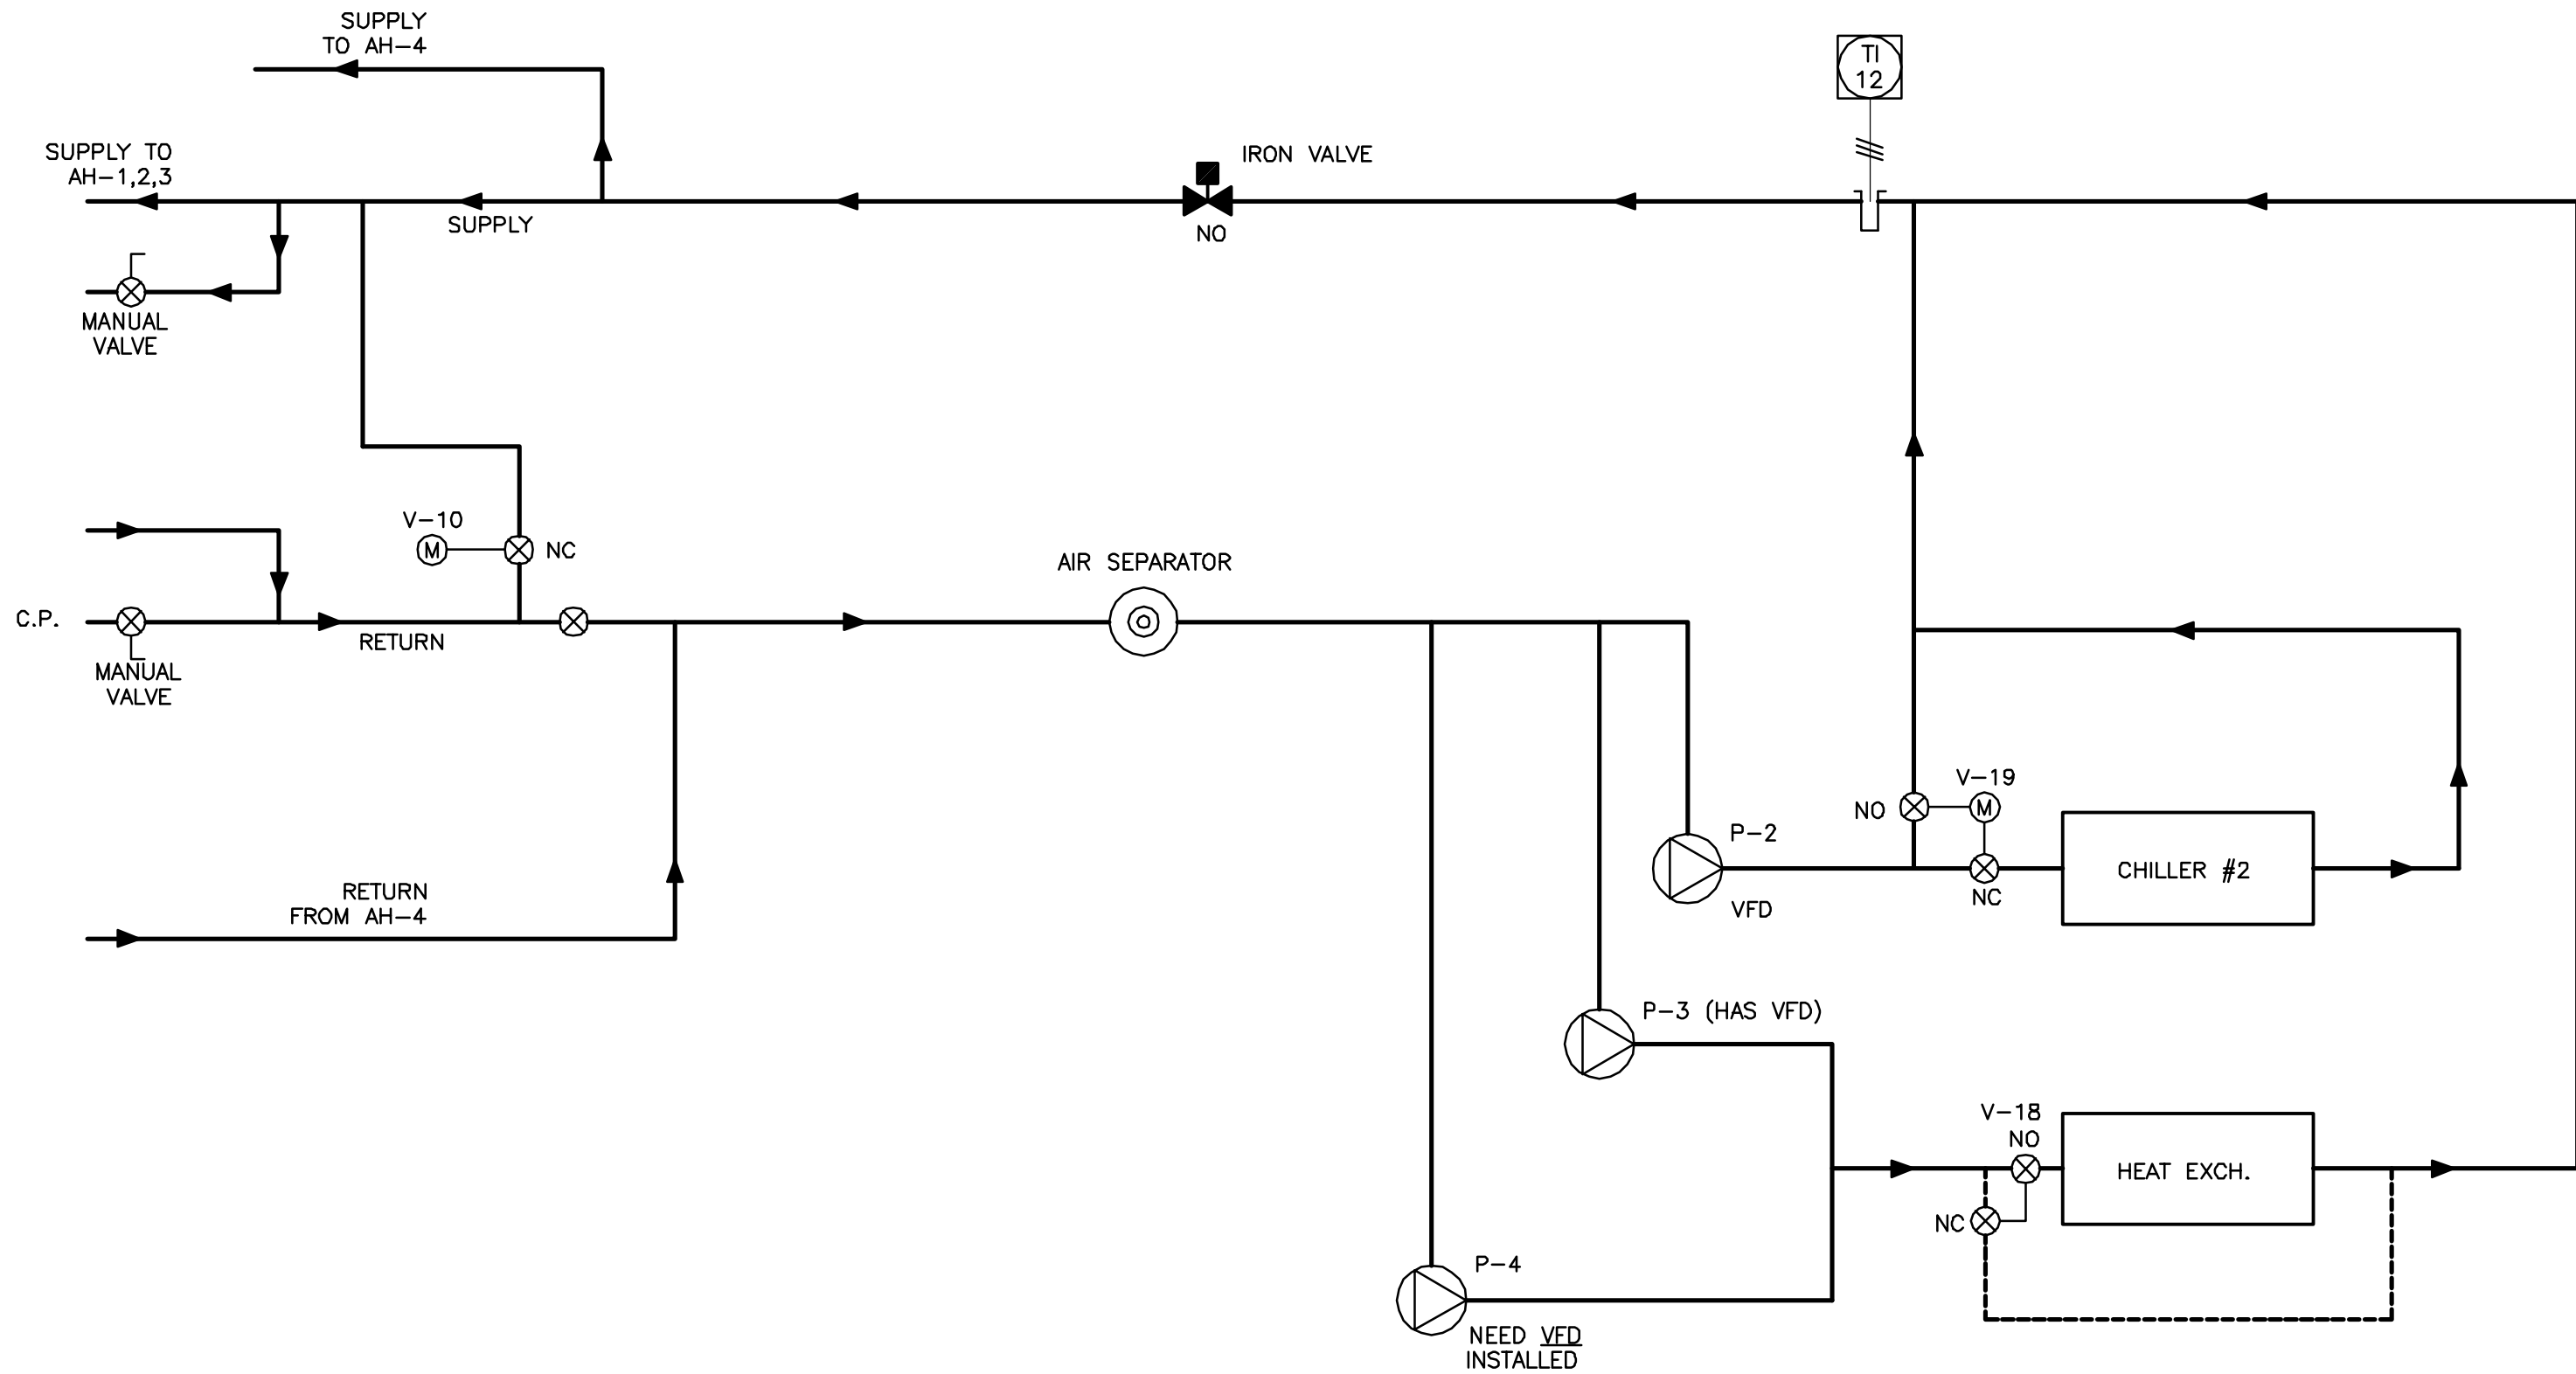 SUPPLY
TO AH-4
TI
12
SUPPLY TO
AH-1,2,3
IRON VALVE
SUPPLY
NO
MANUAL
VALVE
V-10
M
NC
AIR SEPARATOR
C.P.
RETURN
MANUAL
VALVE
V-19
NO
M
P-2
CHILLER #2
NC
VFD
RETURN
FROM AH-4
P-3 (HAS VFD)
V-18
NO
HEAT EXCH.
NC
P-4
NEED VFD
INSTALLED